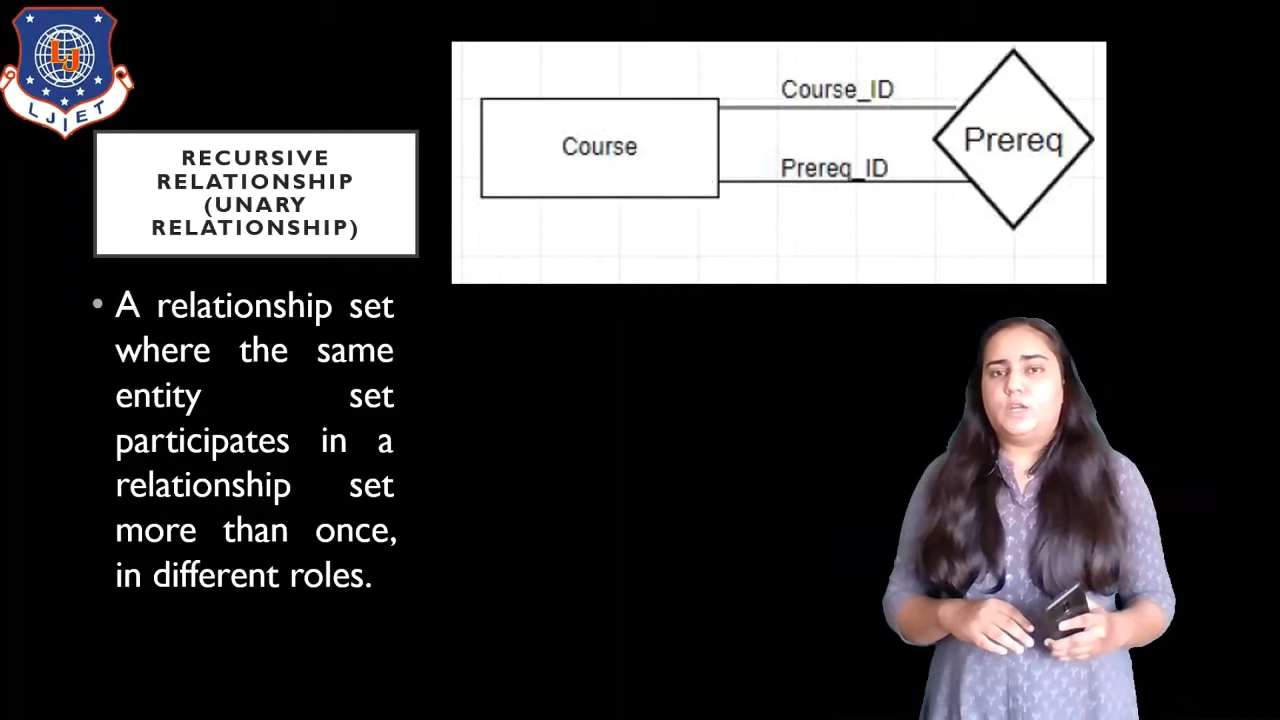 LJ
LJIET
RECURSIVE
RELATIONSHIP
(UNARY
RELATIONSHIP)
Course
Course_ID
Prereq_ID
Prereq
• A relationship set
where the same
entity set
participates in a
relationship set
more than once,
in different roles.